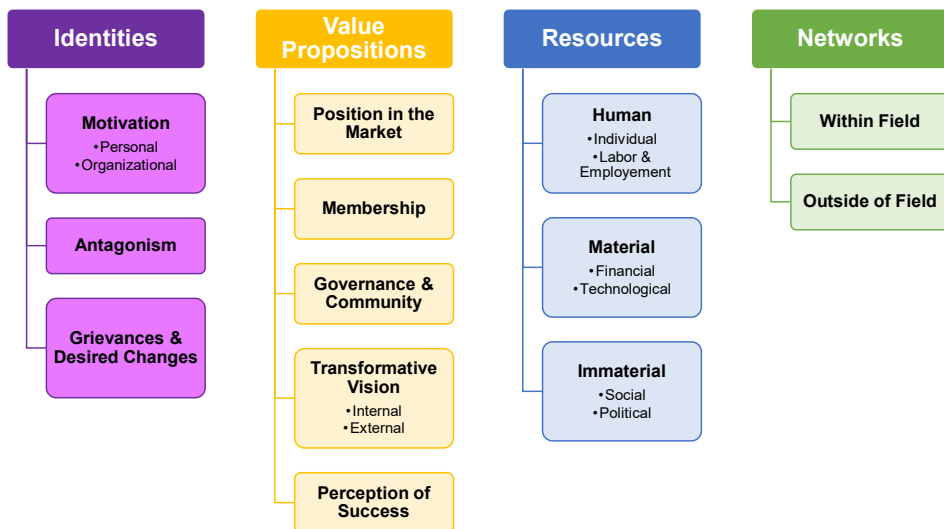 Identities
Motivation
•Personal
•Organizational
Antagonism
Grievances &
Desired Changes
Value
Propositions
Position in the
Market
Membership
Governance &
Community
Transformative
Vision
•Internal
•External
Perception of
Success
Resources
Human
•Individual
•Labor &
Employement
Material
•Financial
•Technological
Immaterial
•Social
•Political
Networks
Within Field
Outside of Field